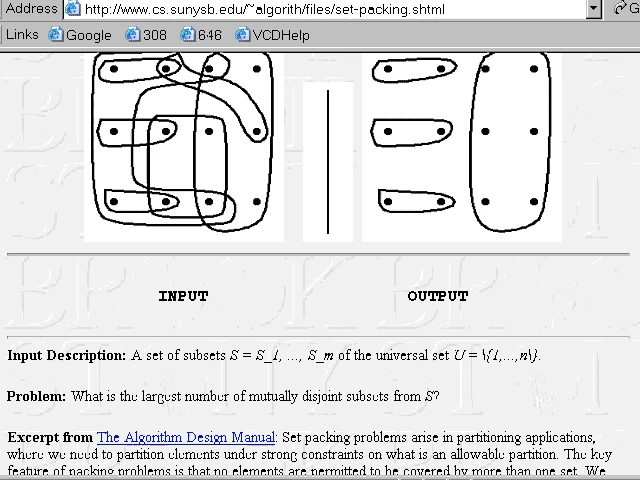 Address http://www.cs.sunysb.edu/~algorith/files/set-packing.shtml G
Links Google 308 646 VCDHelp
INPUT OUTPUT
Input Description: A set of subsets S = S_1, ..., S_m of the universal set U = \{1,...,n\}.
Problem: What is the largest number of mutually disjoint subsets from S?
Excerpt from The Algorithm Design Manual: Set packing problems arise in partitioning applications,
where we need to partition elements under strong constraints on what is an allowable partition. The key
feature of packing problems is that no elements are permitted to be covered by more than one set. We